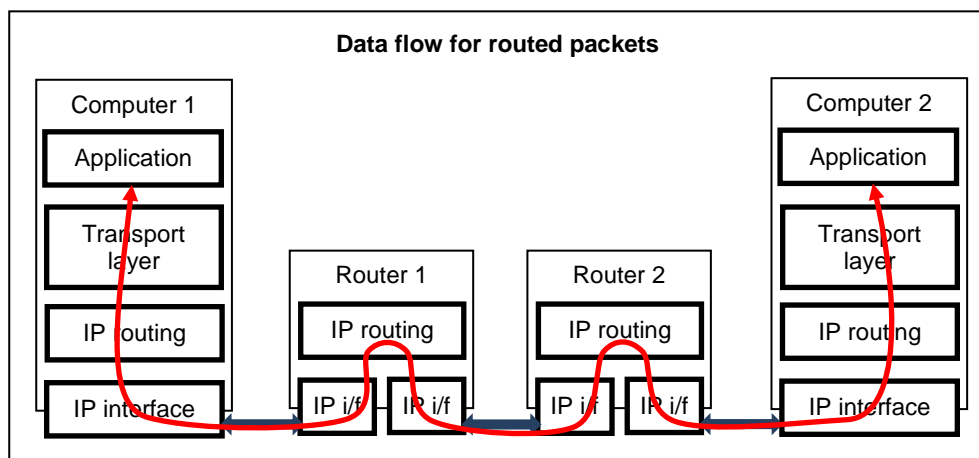 Data flow for routed packets
Computer 1
Application
Transport
layer
IP routing
IP interface
Router 1
IP routing
IP i/f
IP i/f
Router 2
IP routing
IP i/f
IP i/f
Computer 2
Application
Transport
layer
IP routing
IP interface